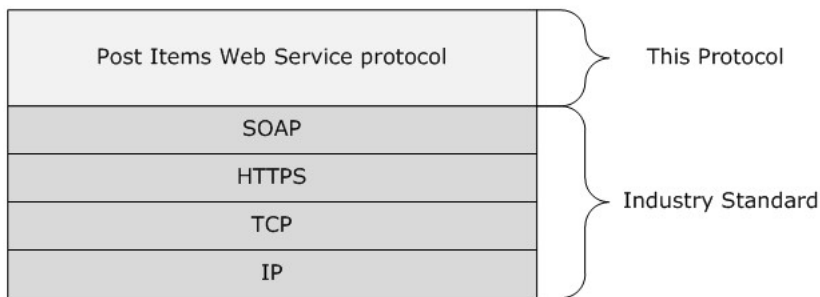 Post Items Web Service protocol
This Protocol
SOAP
HTTPS
TCP
IP
Industry Standard